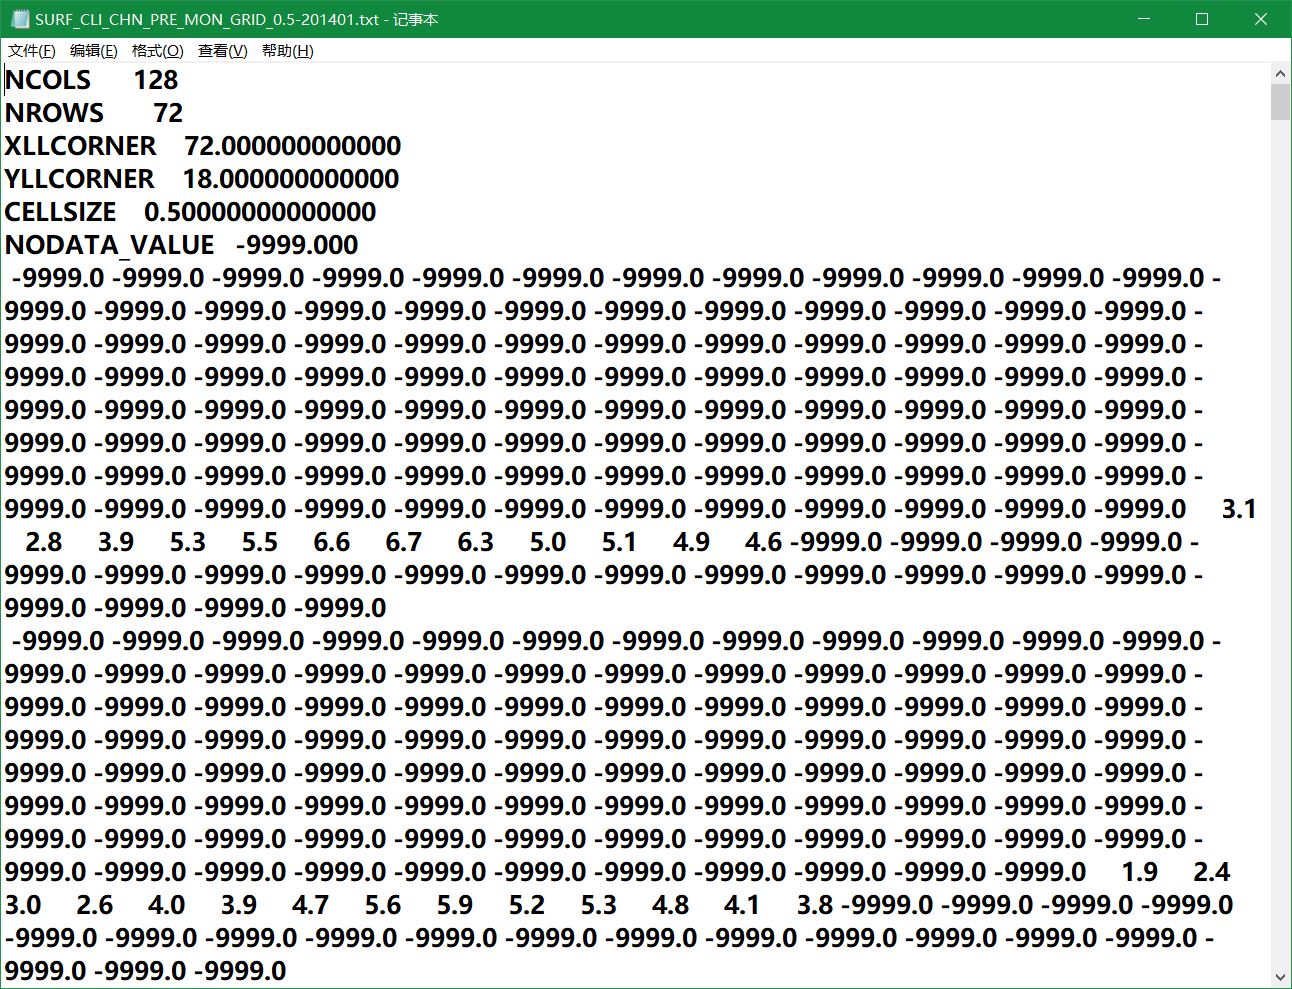 SURF_CLI_CHN_PRE_MON_GRID_0.5-201401.txt - 记事本
文件(F) 编辑(E) 格式(O) 查看(V) 帮助(H)
NCOLS 128
NROWS 72
XLLCORNER 72.000000000000
YLLCORNER 18.000000000000
CELLSIZE 0.50000000000000
NODATA_VALUE -9999.000
-9999.0 -9999.0 -9999.0 -9999.0 -9999.0 -9999.0 -9999.0 -9999.0 -9999.0 -9999.0 -9999.0 -9999.0 -
9999.0 -9999.0 -9999.0 -9999.0 -9999.0 -9999.0 -9999.0 -9999.0 -9999.0 -9999.0 -9999.0 -9999.0 -
9999.0 -9999.0 -9999.0 -9999.0 -9999.0 -9999.0 -9999.0 -9999.0 -9999.0 -9999.0 -9999.0 -9999.0 -
9999.0 -9999.0 -9999.0 -9999.0 -9999.0 -9999.0 -9999.0 -9999.0 -9999.0 -9999.0 -9999.0 -9999.0 -
9999.0 -9999.0 -9999.0 -9999.0 -9999.0 -9999.0 -9999.0 -9999.0 -9999.0 -9999.0 -9999.0 -9999.0 -
9999.0 -9999.0 -9999.0 -9999.0 -9999.0 -9999.0 -9999.0 -9999.0 -9999.0 -9999.0 -9999.0 -9999.0 -
9999.0 -9999.0 -9999.0 -9999.0 -9999.0 -9999.0 -9999.0 -9999.0 -9999.0 -9999.0 -9999.0 -9999.0 -
9999.0 -9999.0 -9999.0 -9999.0 -9999.0 -9999.0 -9999.0 -9999.0 -9999.0 -9999.0 -9999.0 -9999.0 3.1
2.8 3.9 5.3 5.5 6.6 6.7 6.3 5.0 5.1 4.9 4.6 -9999.0 -9999.0 -9999.0 -9999.0 -
9999.0 -9999.0 -9999.0 -9999.0 -9999.0 -9999.0 -9999.0 -9999.0 -9999.0 -9999.0 -9999.0 -9999.0 -
9999.0 -9999.0 -9999.0 -9999.0
-9999.0 -9999.0 -9999.0 -9999.0 -9999.0 -9999.0 -9999.0 -9999.0 -9999.0 -9999.0 -9999.0 -9999.0 -
9999.0 -9999.0 -9999.0 -9999.0 -9999.0 -9999.0 -9999.0 -9999.0 -9999.0 -9999.0 -9999.0 -9999.0 -
9999.0 -9999.0 -9999.0 -9999.0 -9999.0 -9999.0 -9999.0 -9999.0 -9999.0 -9999.0 -9999.0 -9999.0 -
9999.0 -9999.0 -9999.0 -9999.0 -9999.0 -9999.0 -9999.0 -9999.0 -9999.0 -9999.0 -9999.0 -9999.0 -
9999.0 -9999.0 -9999.0 -9999.0 -9999.0 -9999.0 -9999.0 -9999.0 -9999.0 -9999.0 -9999.0 -9999.0 -
9999.0 -9999.0 -9999.0 -9999.0 -9999.0 -9999.0 -9999.0 -9999.0 -9999.0 -9999.0 -9999.0 -9999.0 -
9999.0 -9999.0 -9999.0 -9999.0 -9999.0 -9999.0 -9999.0 -9999.0 -9999.0 -9999.0 -9999.0 -9999.0 -
9999.0 -9999.0 -9999.0 -9999.0 -9999.0 -9999.0 -9999.0 -9999.0 -9999.0 -9999.0 -9999.0 1.9 2.4
3.0 2.6 4.0 3.9 4.7 5.6 5.9 5.2 5.3 4.8 4.1 3.8 -9999.0 -9999.0 -9999.0 -9999.0
-9999.0 -9999.0 -9999.0 -9999.0 -9999.0 -9999.0 -9999.0 -9999.0 -9999.0 -9999.0 -9999.0 -9999.0 -
9999.0 -9999.0 -9999.0